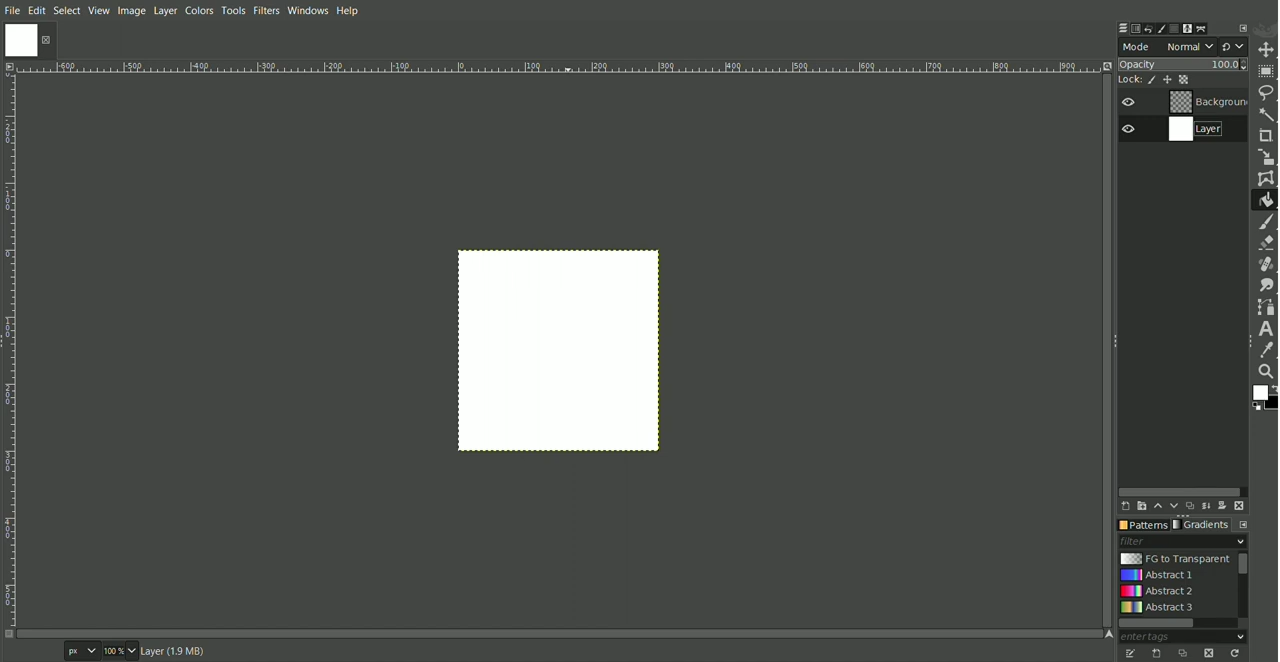 File Edit Select View Image Layer Colors Tools Filters Windows Help
-600 -500 -400 -300 -200 -100 0 100 200 300 400 500 600 700 800 900
Mode Normal
Opacity 100.0
Lock:
Backgroun
Layer
Patterns Gradients
filter
FG to Transparent
Abstract 1
Abstract 2
Abstract 3
enter tags
px 100 % Layer (1.9 MB)